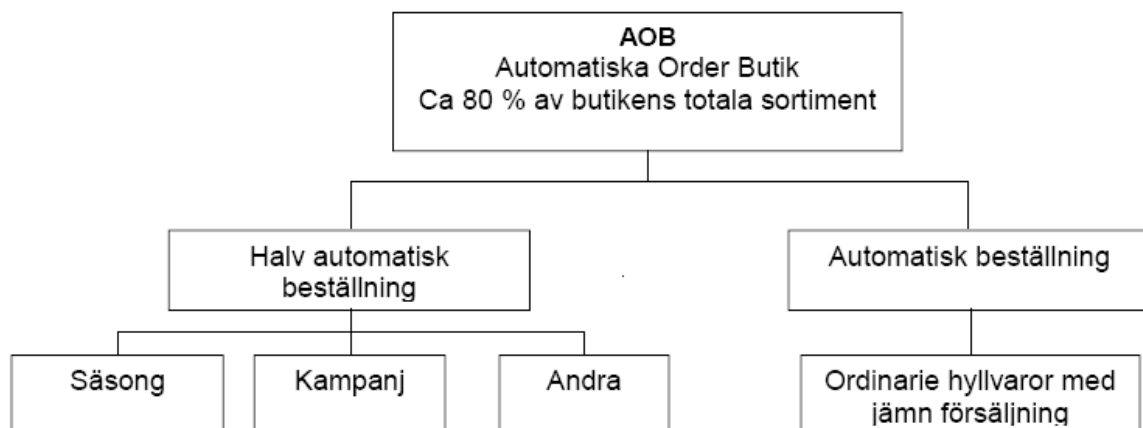 AOB
Automatiska Order Butik
Ca 80 % av butikens totala sortiment
Halv automatisk
beställning
Automatisk beställning
Säsong
Kampanj
Andra
Ordinarie hyllvaror med
jämn försäljning